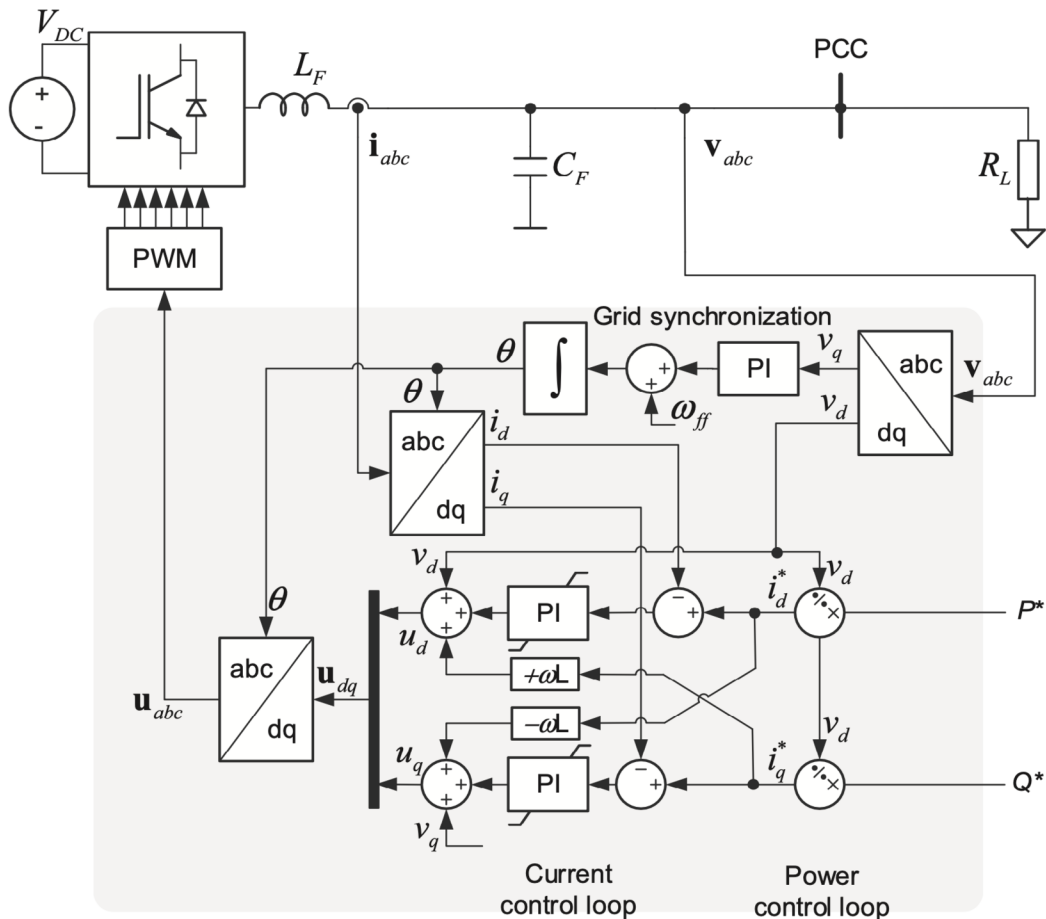 V_DC
+
-
L_F
PCC
i_abc
C_F
v_abc
R_L
PWM
Grid synchronization
θ
∫
+
+
ω_ff
PI
v_q
v_d
abc
dq
v_abc
θ
abc
dq
i_d
i_q
v_d
v_d
θ
u_d
+
+
+
PI
−
+
i_d^*
%
×
P*
abc
dq
u_abc
u_dq
+ωL
−ωL
v_d
u_q
+
+
+
PI
−
+
i_q^*
%
×
Q*
v_q
Current
control loop
Power
control loop